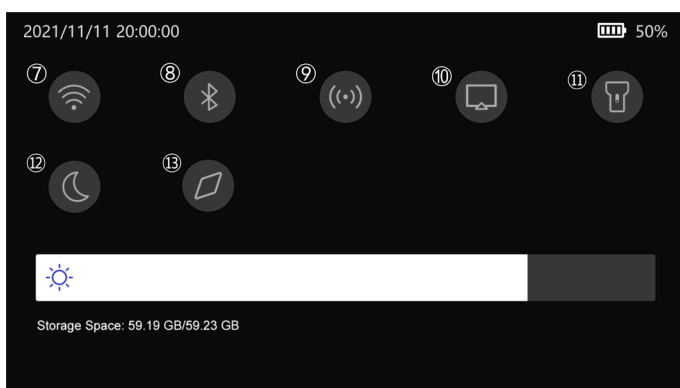 2021/11/11 20:00:00 50%
⑦ ⑧ ⑨ ⑩ ⑪
⑫ ⑬
Storage Space: 59.19 GB/59.23 GB